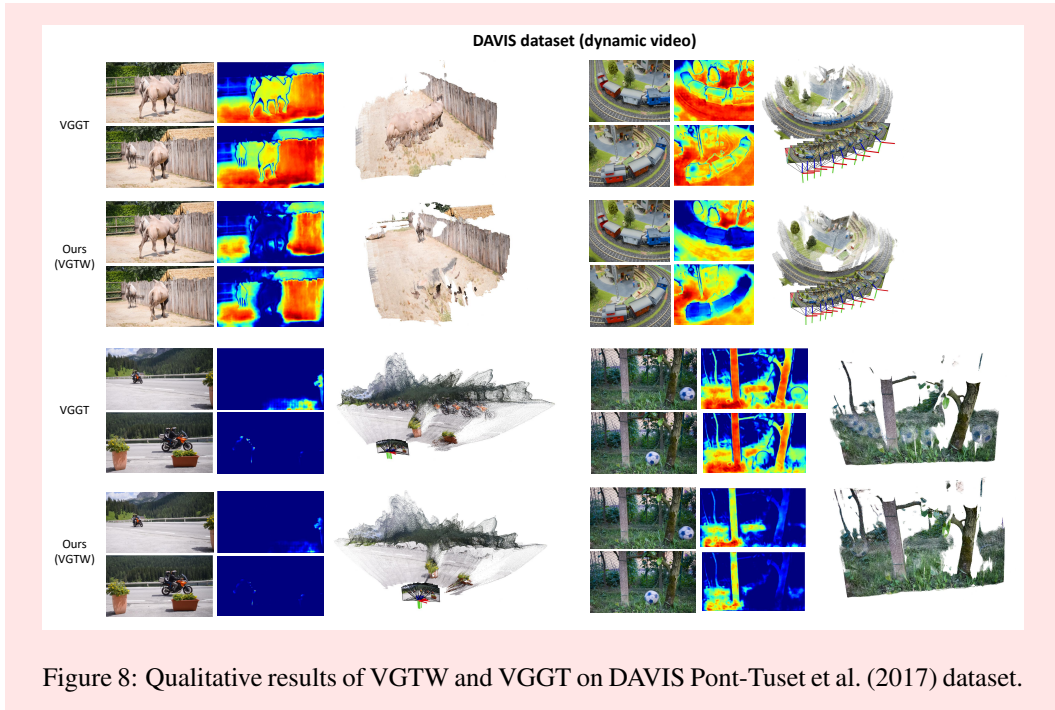 DAVIS dataset (dynamic video)
VGGT
Ours
(VGTW)
VGGT
Ours
(VGTW)
Figure 8: Qualitative results of VGTW and VGGT on DAVIS Pont-Tuset et al. (2017) dataset.